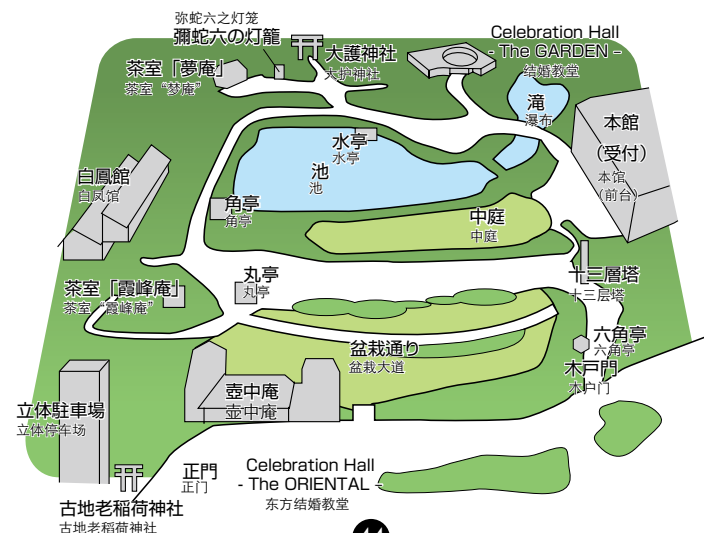 弥蛇六之灯笼
彌蛇六の灯籠
大護神社
大护神社
Celebration Hall
- The GARDEN -
结婚教堂
茶室「夢庵」
茶室“梦庵”
滝
瀑布
本館
（受付）
本馆
（前台）
水亭
水亭
池
池
白鳳館
白凤馆
角亭
角亭
中庭
中庭
茶室「霞峰庵」
茶室“霞峰庵”
丸亭
丸亭
十三層塔
十三层塔
盆栽通り
盆栽大道
六角亭
六角亭
木戸門
木户门
壺中庵
壶中庵
立体駐車場
立体停车场
正門
正门
Celebration Hall
- The ORIENTAL -
东方结婚教堂
古地老稲荷神社
古地老稻荷神社